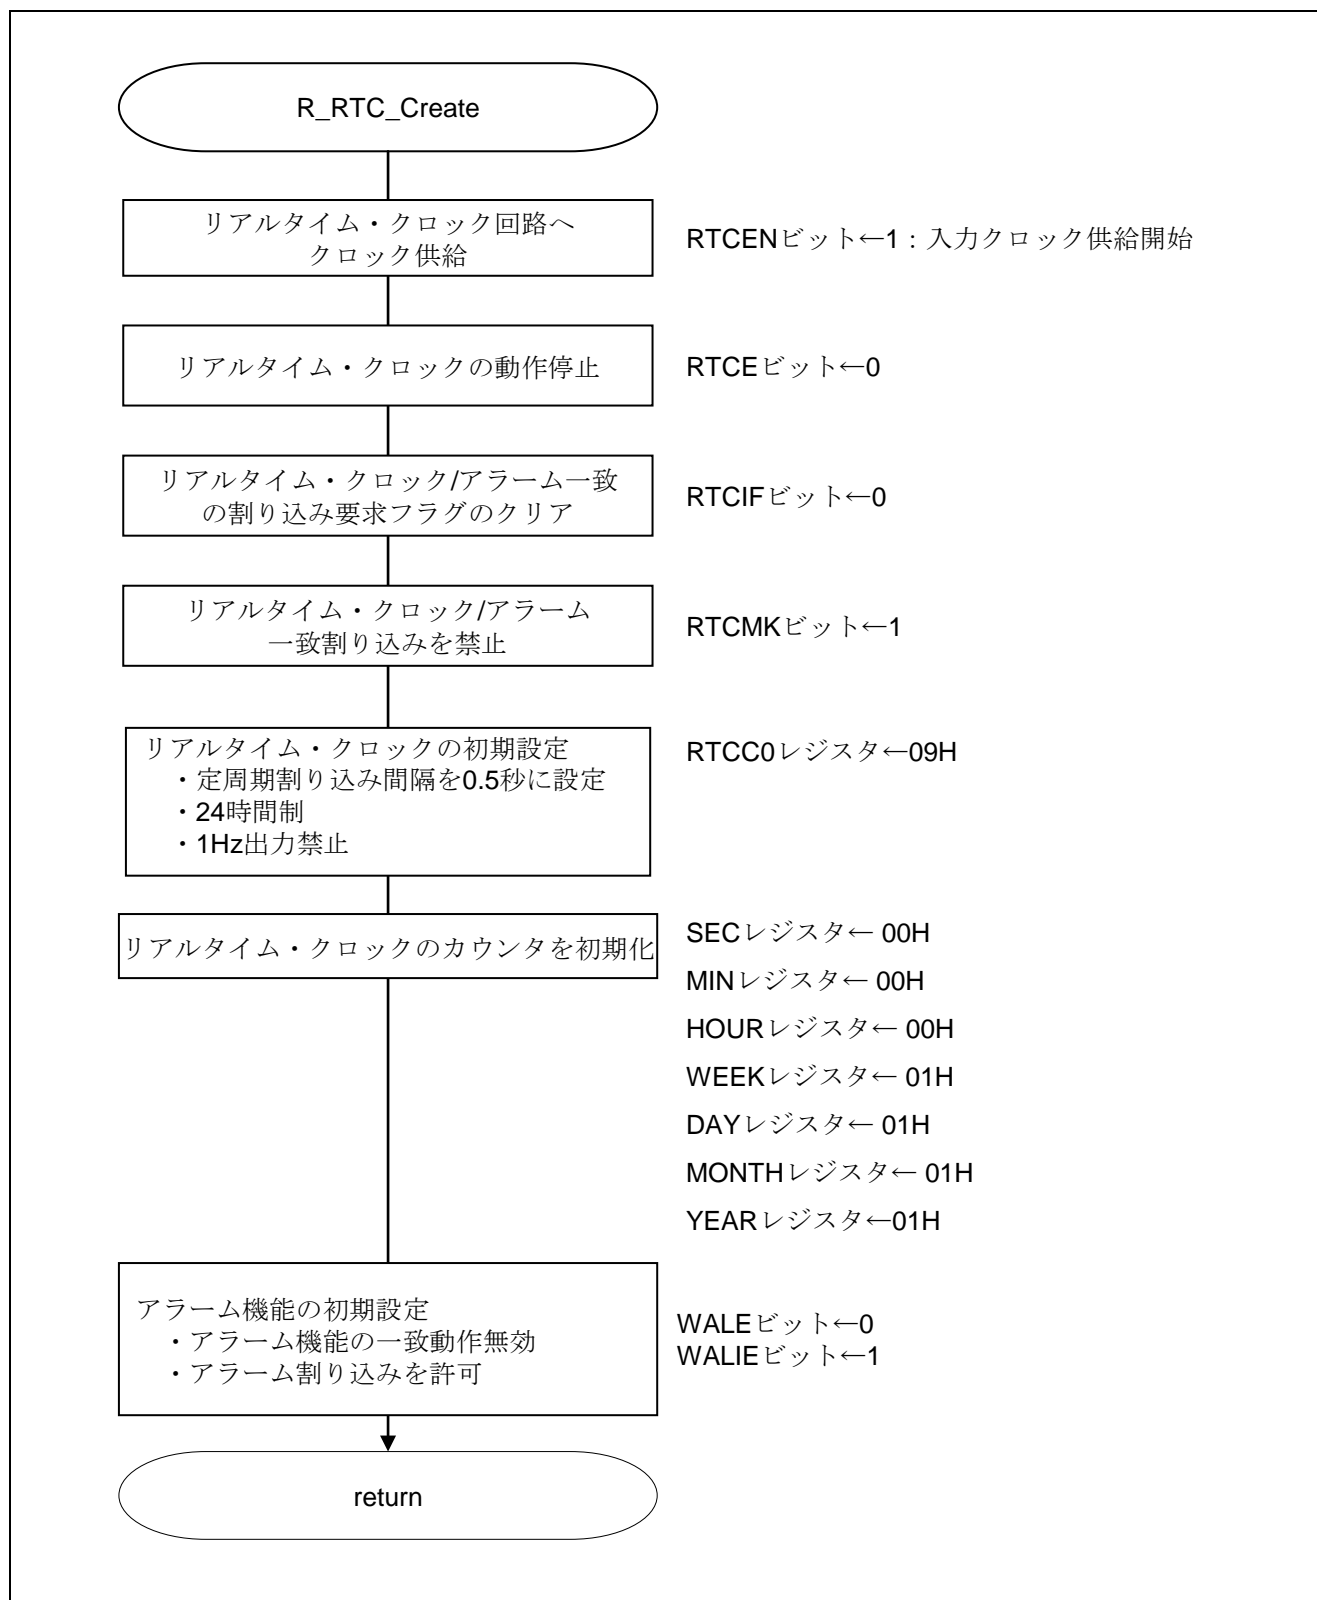 R_RTC_Create
リアルタイム・クロック回路へ
クロック供給
RTCENビット←1：入力クロック供給開始
リアルタイム・クロックの動作停止
RTCEビット←0
リアルタイム・クロック/アラーム一致
の割り込み要求フラグのクリア
RTCIFビット←0
リアルタイム・クロック/アラーム
一致割り込みを禁止
RTCMKビット←1
リアルタイム・クロックの初期設定
・定周期割り込み間隔を0.5秒に設定
・24時間制
・1Hz出力禁止
RTCC0レジスタ←09H
リアルタイム・クロックのカウンタを初期化
SECレジスタ← 00H
MINレジスタ← 00H
HOURレジスタ← 00H
WEEKレジスタ← 01H
DAYレジスタ← 01H
MONTHレジスタ← 01H
YEARレジスタ←01H
アラーム機能の初期設定
・アラーム機能の一致動作無効
・アラーム割り込みを許可
WALEビット←0
WALIEビット←1
return